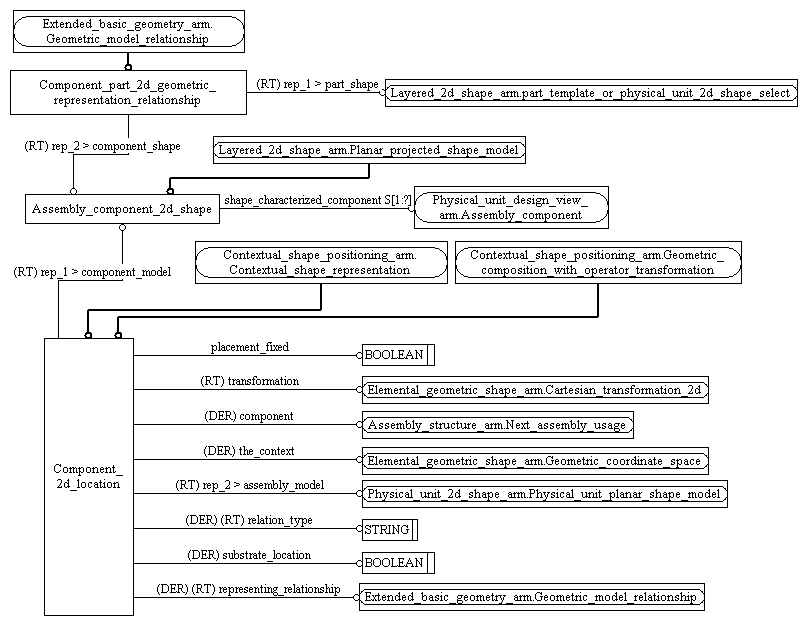 Extended_basic_geometry_arm.
Geometric_model_relationship
Component_part_2d_geometric_
representation_relationship
(RT) rep_1 > part_shape
Layered_2d_shape_arm.part_template_or_physical_unit_2d_shape_select
(RT) rep_2 > component_shape
Layered_2d_shape_arm.Planar_projected_shape_model
Assembly_component_2d_shape
shape_characterized_component S[1:?]
Physical_unit_design_view_
arm.Assembly_component
(RT) rep_1 > component_model
Contextual_shape_positioning_arm.
Contextual_shape_representation
Contextual_shape_positioning_arm.Geometric_
composition_with_operator_transformation
Component_
2d_location
placement_fixed
BOOLEAN
(RT) transformation
Elemental_geometric_shape_arm.Cartesian_transformation_2d
(DER) component
Assembly_structure_arm.Next_assembly_usage
(DER) the_context
Elemental_geometric_shape_arm.Geometric_coordinate_space
(RT) rep_2 > assembly_model
Physical_unit_2d_shape_arm.Physical_unit_planar_shape_model
(DER) (RT) relation_type
STRING
(DER) substrate_location
BOOLEAN
(DER) (RT) representing_relationship
Extended_basic_geometry_arm.Geometric_model_relationship